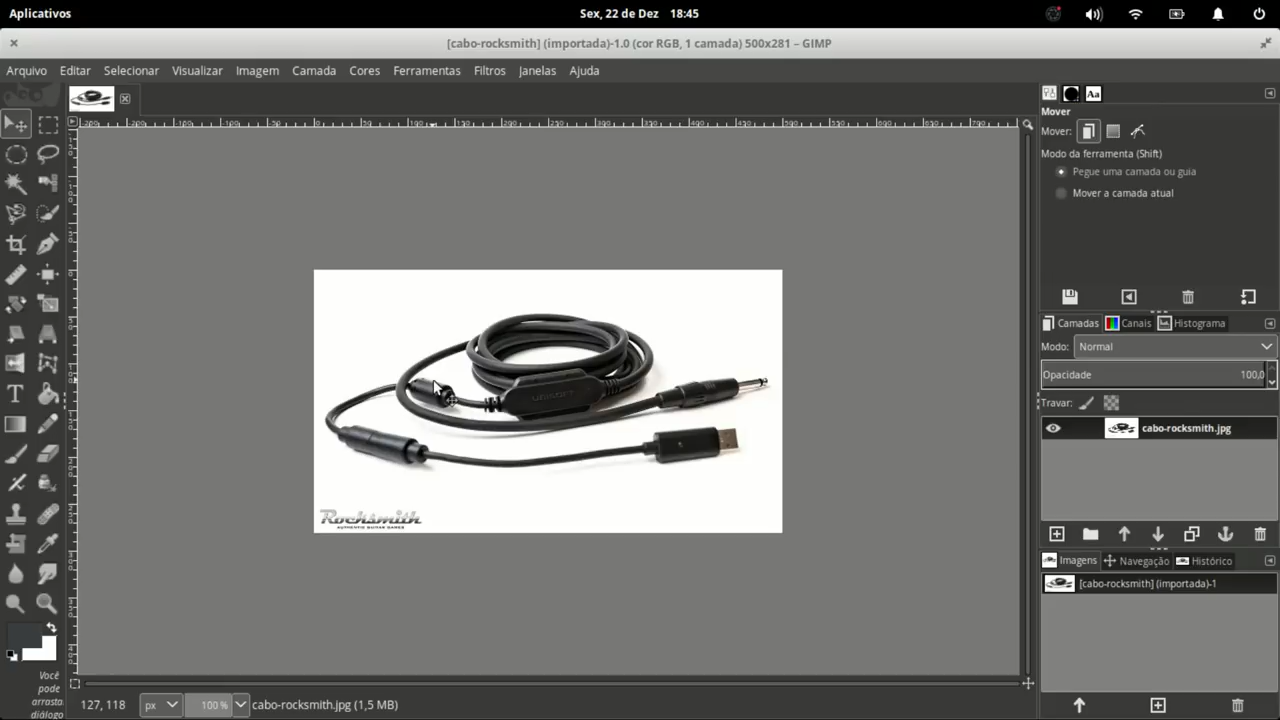 Aplicativos
Sex, 22 de Dez 18:45
[cabo-rocksmith] (importada)-1.0 (cor RGB, 1 camada) 500x281 – GIMP
Arquivo Editar Selecionar Visualizar Imagem Camada Cores Ferramentas Filtros Janelas Ajuda
Mover
Mover:
Modo da ferramenta (Shift)
Pegue uma camada ou guia
Mover a camada atual
Camadas Canais Histograma
Modo: Normal
Opacidade 100,0
Travar:
cabo-rocksmith.jpg
UBISOFT
Rocksmith
AUTHENTIC GUITAR GAMES
Imagens Navegação Histórico
[cabo-rocksmith] (importada)-1
Você
pode
arrasta
diálogo
127, 118 px 100 % cabo-rocksmith.jpg (1,5 MB)